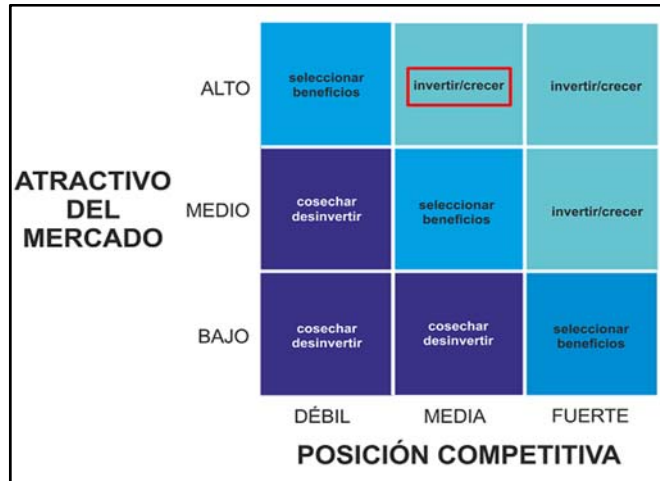 ATRACTIVO
DEL
MERCADO
ALTO
seleccionar
beneficios
invertir/crecer
invertir/crecer
MEDIO
cosechar
desinvertir
seleccionar
beneficios
invertir/crecer
BAJO
cosechar
desinvertir
cosechar
desinvertir
seleccionar
beneficios
DÉBIL
MEDIA
FUERTE
POSICIÓN COMPETITIVA